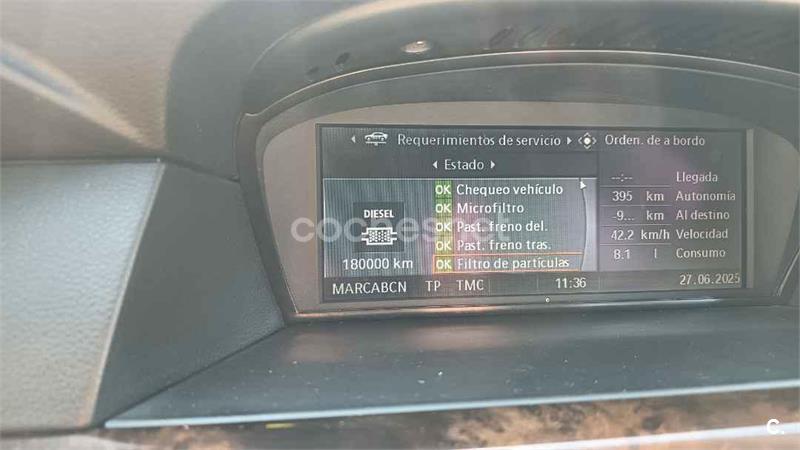 Requerimientos de servicio
Orden. de a bordo
Estado
--:-- Llegada
OK Chequeo vehículo
395 km Autonomía
OK Microfiltro
-9... km Al destino
DIESEL
OK Past. freno del.
42.2 km/h Velocidad
OK Past. freno tras.
8.1 l Consumo
180000 km
OK Filtro de partículas
MARCABCN TP TMC 11:36 27.06.2025
coches.net
c.